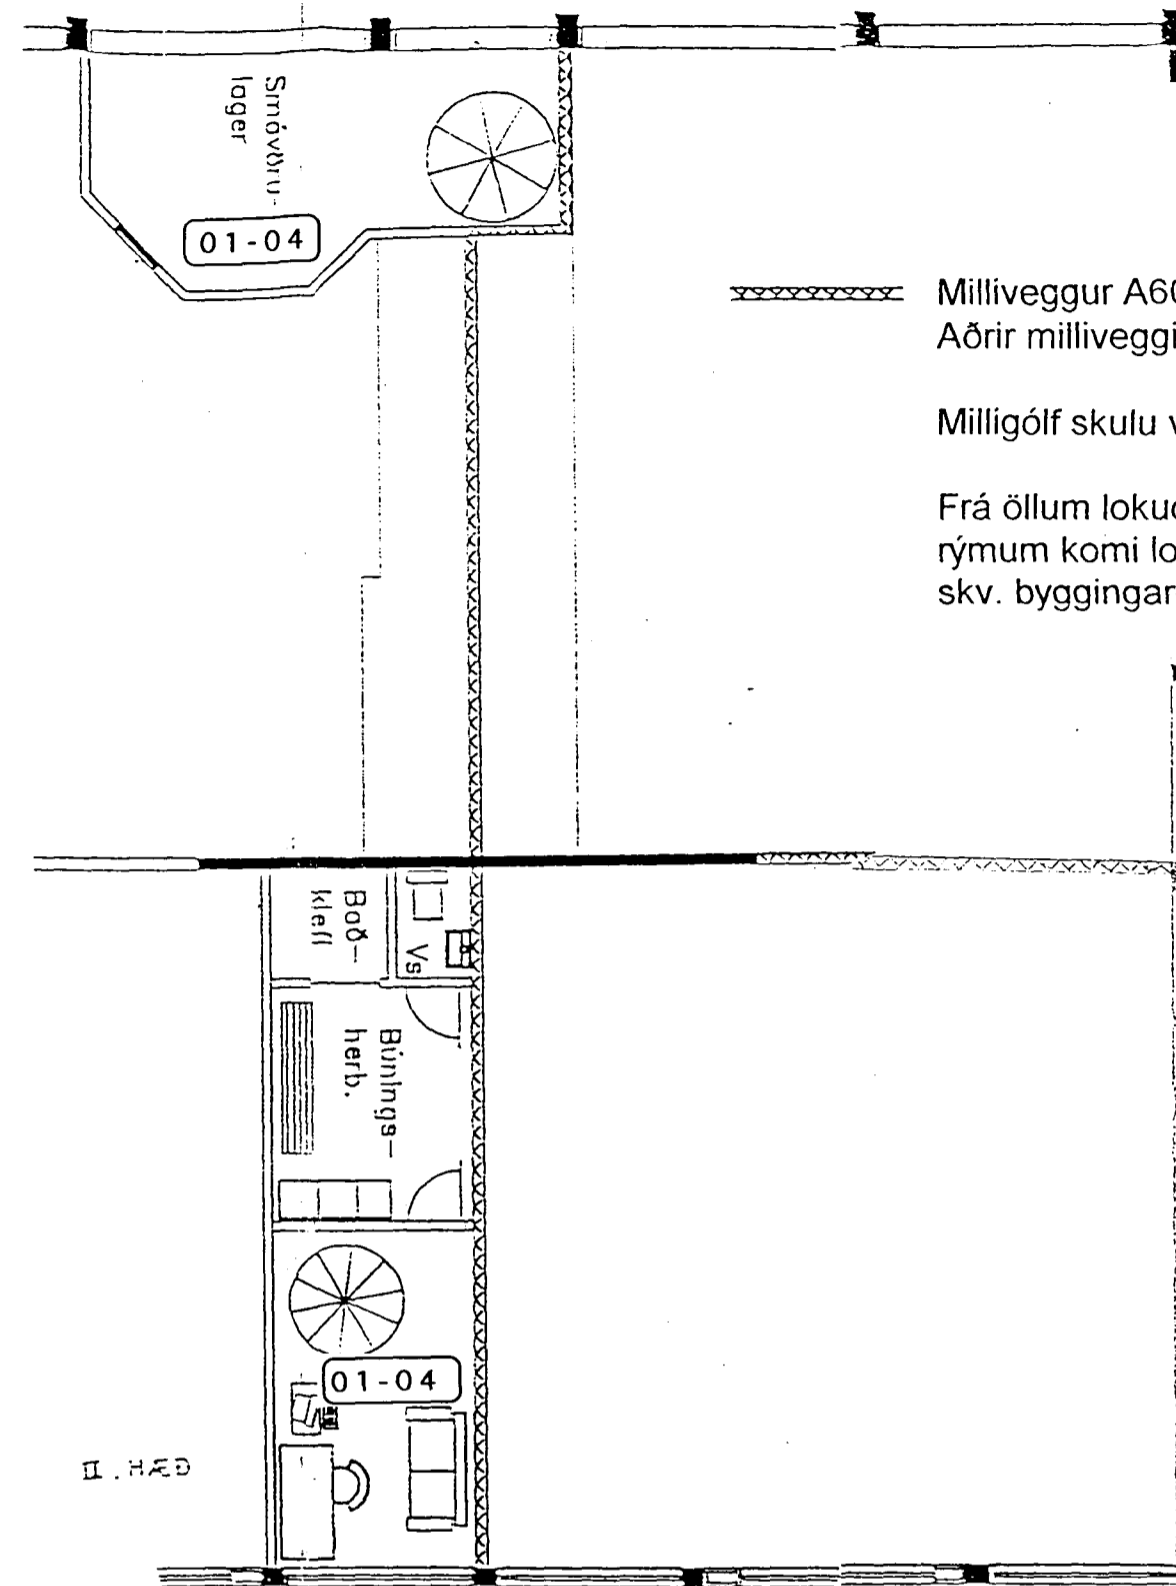 Smávöru-
lager
01-04
Milliveggur A60
Aðrir milliveggi
Milligólf skulu v
Frá öllum lokuð
rýmum komi lo
skv. byggingar
Bað-
klefi
Vs
Búnings-
herb.
01-04
II. HÆÐ